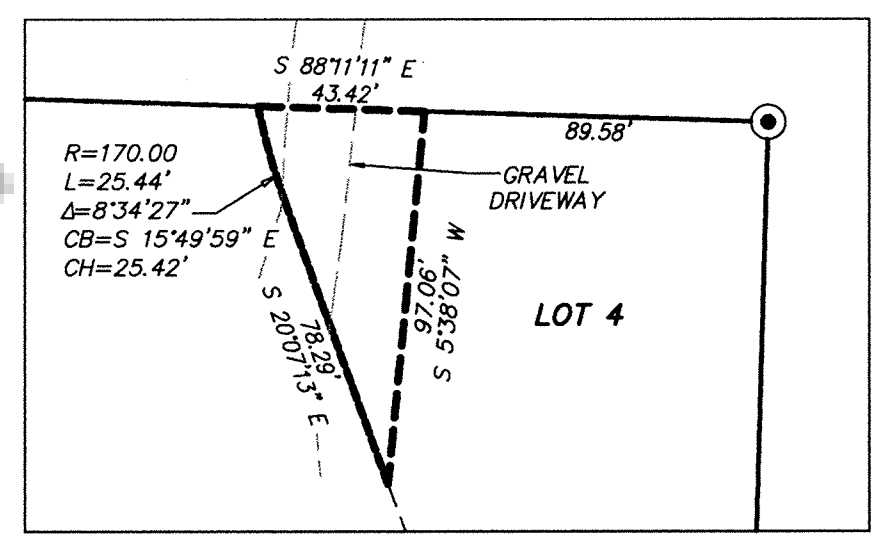 S 88°11'11" E
43.42'
89.58'
R=170.00
L=25.44'
Δ=8°34'27"
CB=S 15°49'59" E
CH=25.42'
GRAVEL
DRIVEWAY
97.06'
S 5°38'07" W
LOT 4
78.29'
S 20°07'13" E